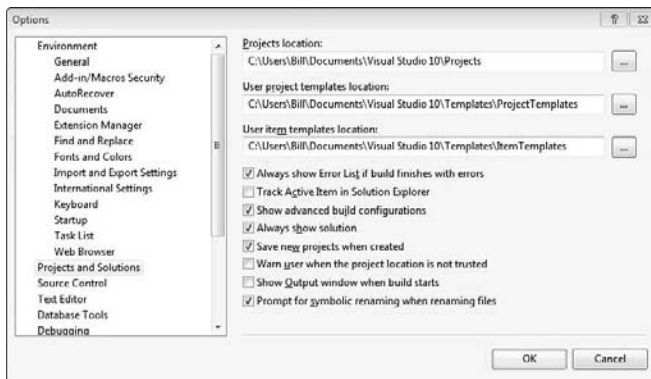 Options
Environment
General
Add-in/Macros Security
AutoRecover
Documents
Extension Manager
Find and Replace
Fonts and Colors
Import and Export Settings
International Settings
Keyboard
Startup
Task List
Web Browser
Projects and Solutions
Source Control
Text Editor
Database Tools
Debugging
Projects location:
C:\Users\Bill\Documents\Visual Studio 10\Projects
...
User project templates location:
C:\Users\Bill\Documents\Visual Studio 10\Templates\ProjectTemplates
...
User item templates location:
C:\Users\Bill\Documents\Visual Studio 10\Templates\ItemTemplates
...
Always show Error List if build finishes with errors
Track Active Item in Solution Explorer
Show advanced build configurations
Always show solution
Save new projects when created
Warn user when the project location is not trusted
Show Output window when build starts
Prompt for symbolic renaming when renaming files
OK
Cancel